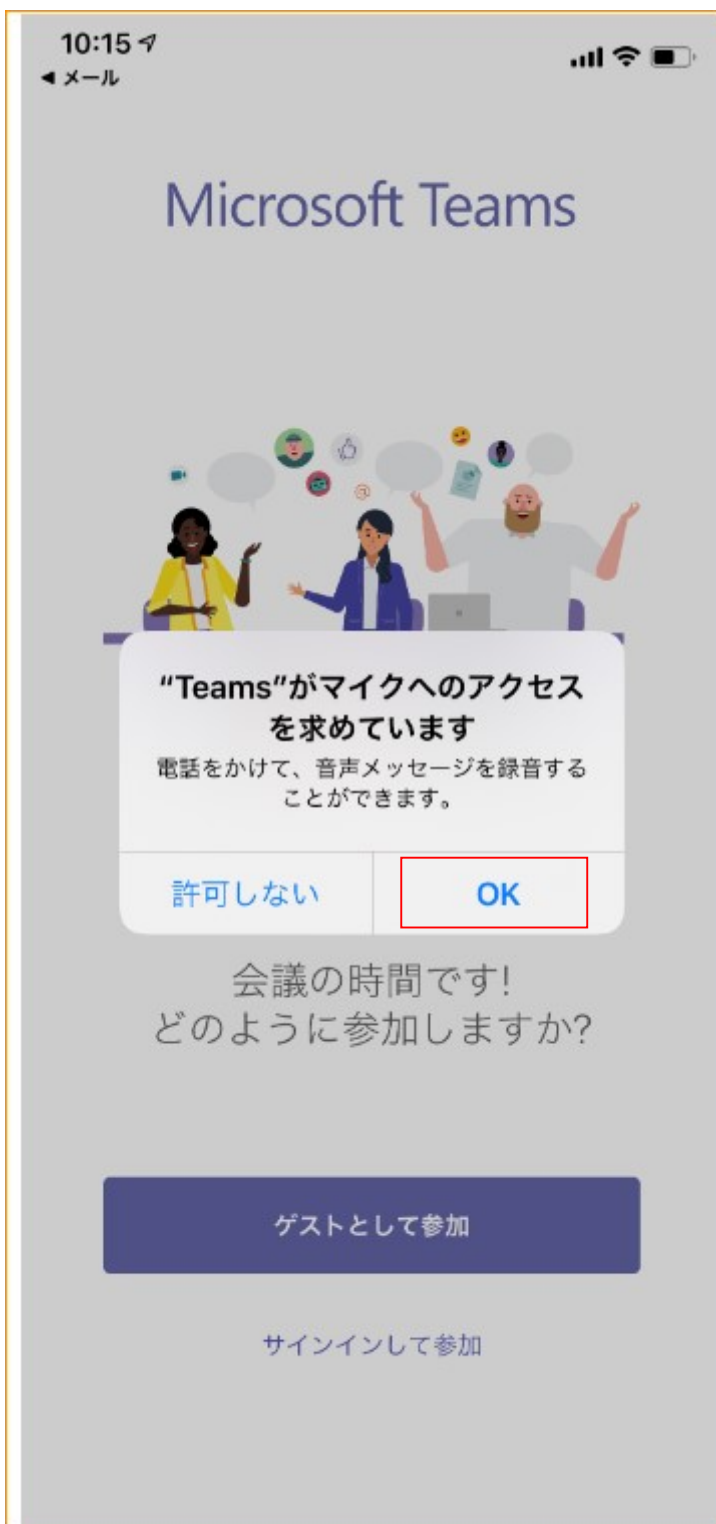 10:15
メール
Microsoft Teams
“Teams”がマイクへのアクセス
を求めています
電話をかけて、音声メッセージを録音する
ことができます。
許可しない
OK
会議の時間です!
どのように参加しますか?
ゲストとして参加
サインインして参加